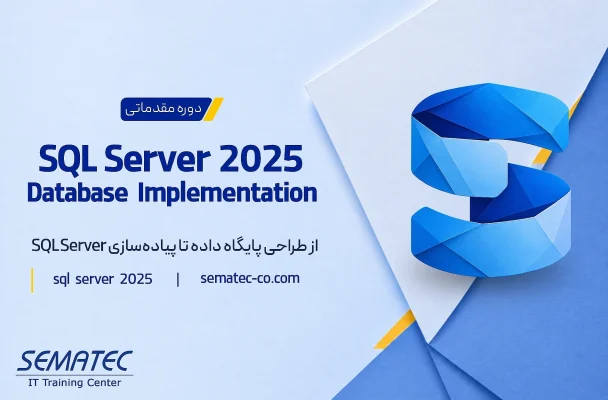 دوره مقدماتی
SQL Server 2025
Database Implementation
از طراحی پایگاه داده تا پیاده‌سازی SQL Server
sql server 2025 | sematec-co.com
SEMATEC
IT Training Center